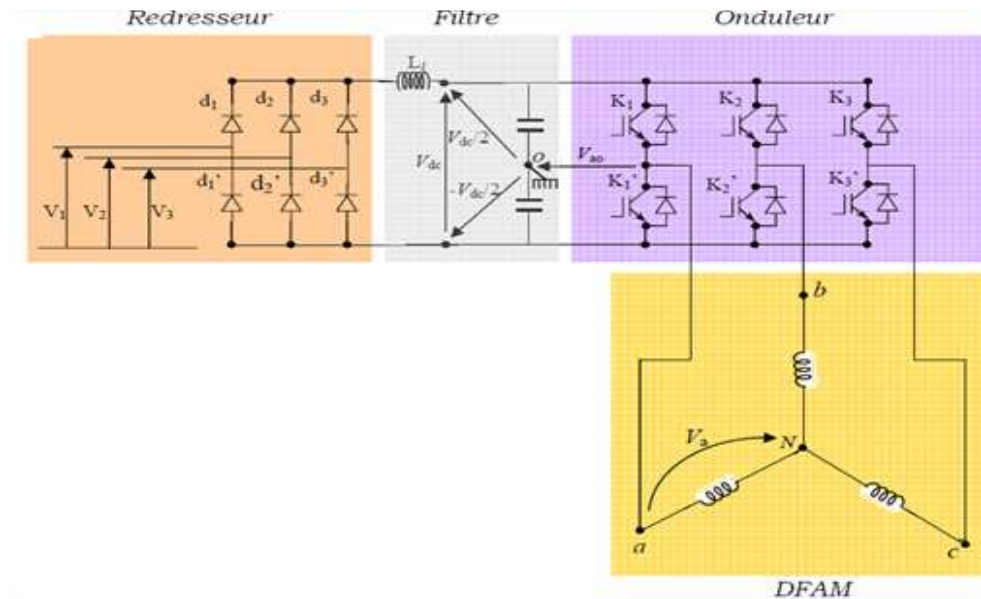 Redresseur
Filtre
Onduleur
d1
d2
d3
d1'
d2'
d3'
V1
V2
V3
Vdc
Vdc/2
-Vdc/2
o
Vao
K1
K2
K3
K1'
K2'
K3'
b
Va
N
a
c
DFAM